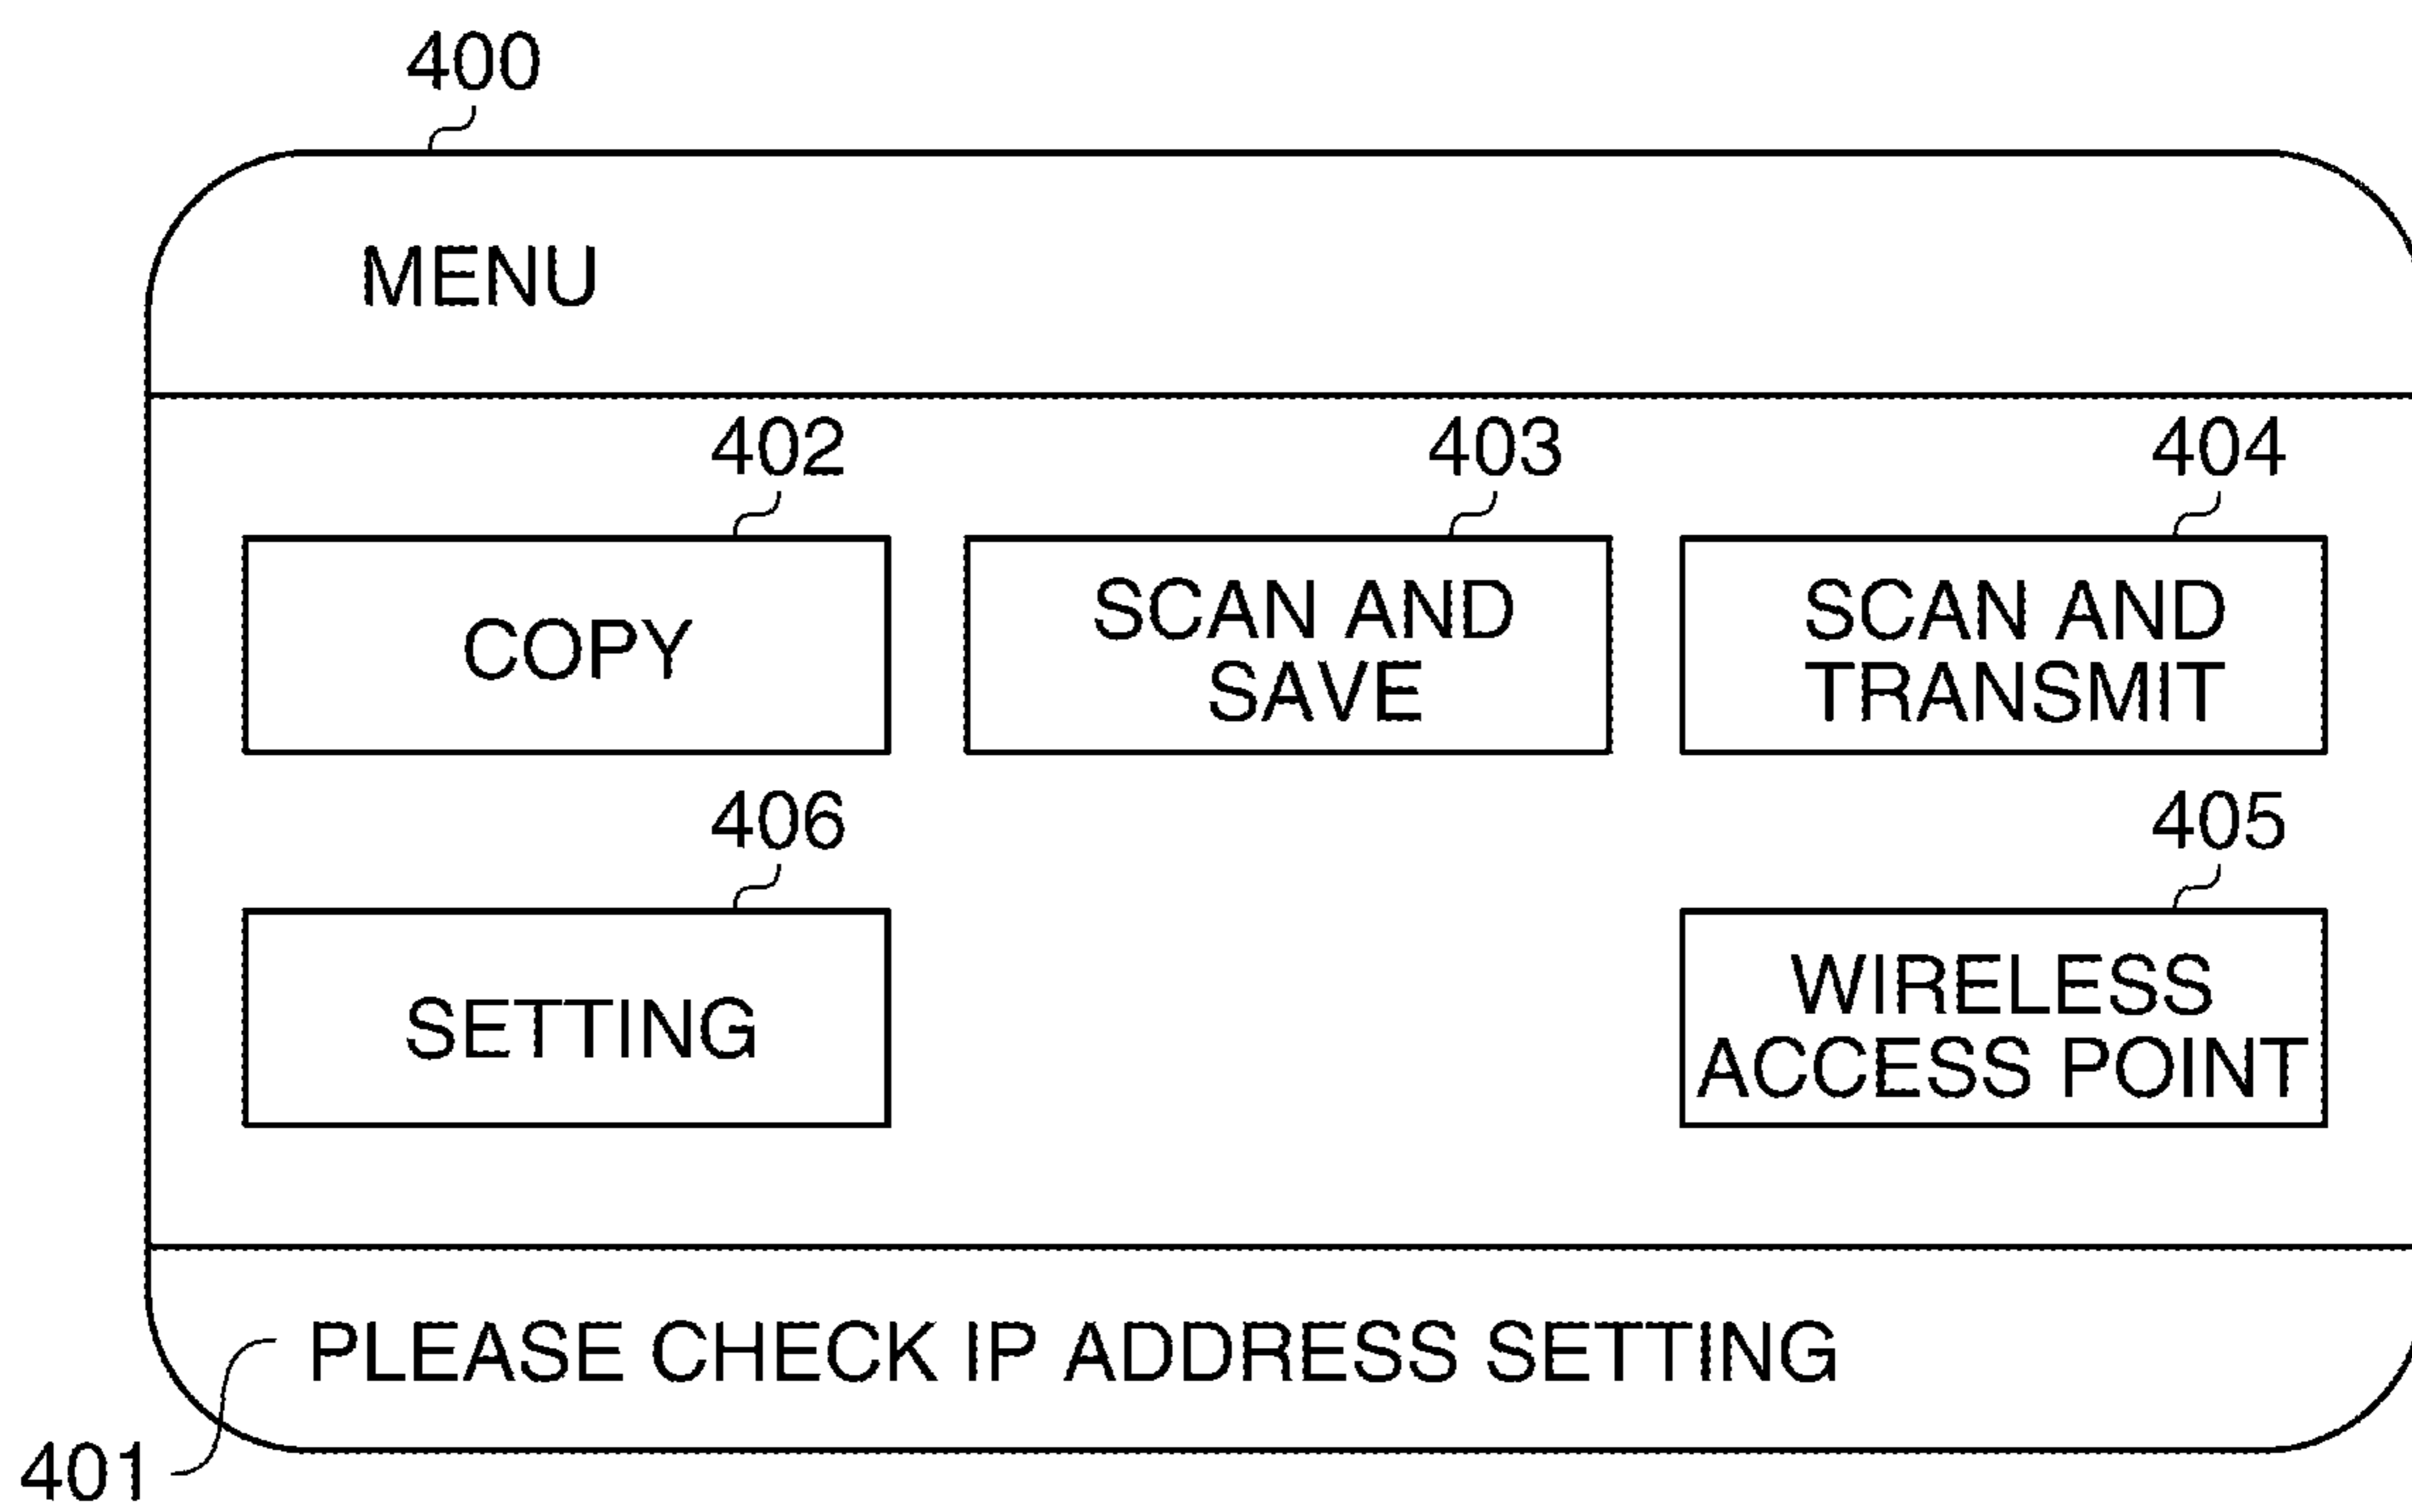 400
MENU
402
403
404
COPY
SCAN AND
SAVE
SCAN AND
TRANSMIT
406
405
SETTING
WIRELESS
ACCESS POINT
PLEASE CHECK IP ADDRESS SETTING
401